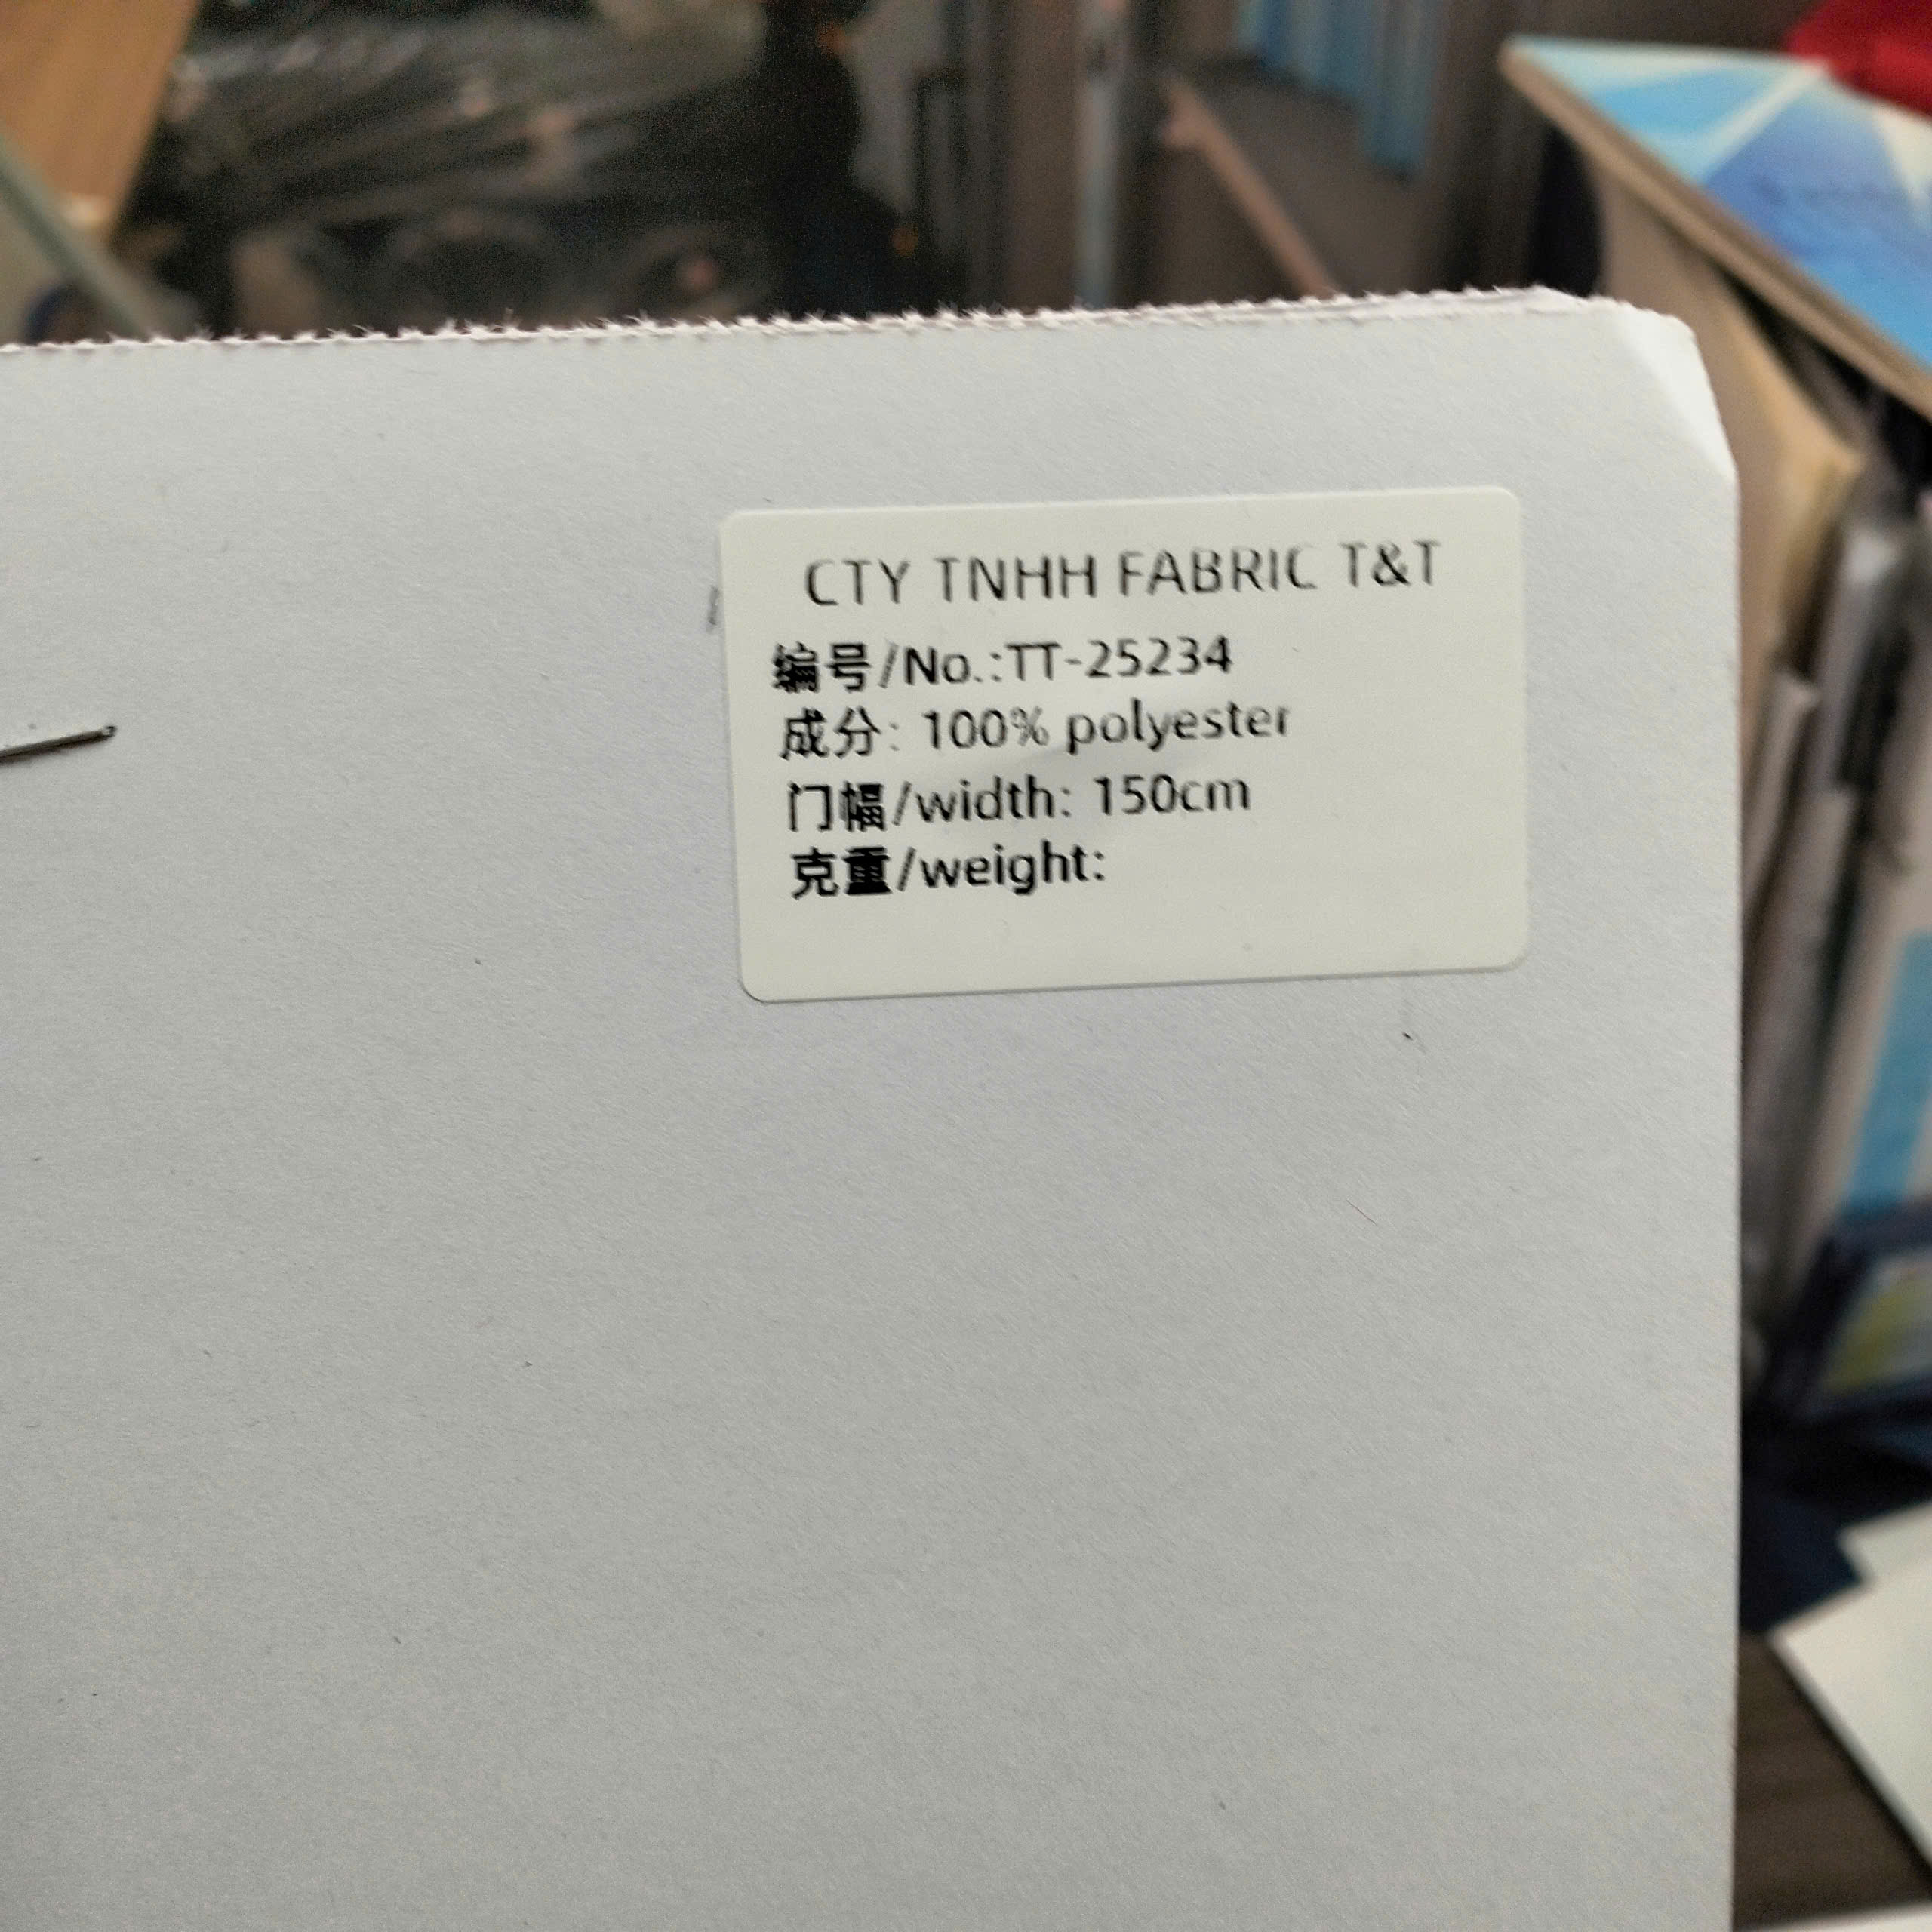 CTY TNHH FABRIC T&T
编号/No.:TT-25234
成分: 100% polyester
门幅/width: 150cm
克重/weight: